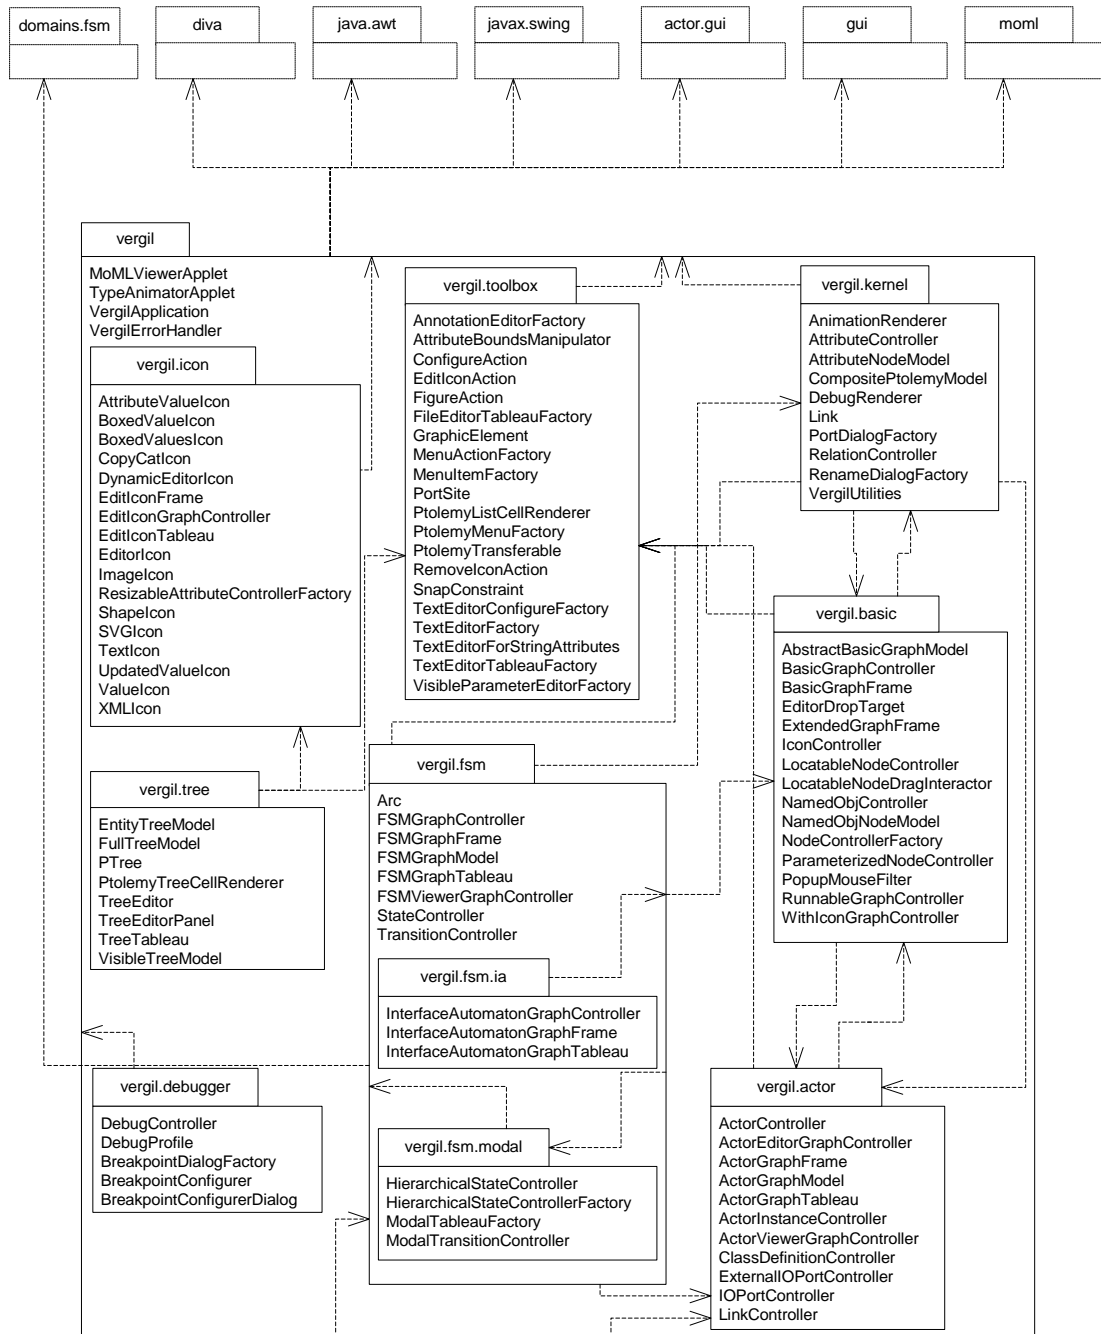 domains.fsm
diva
java.awt
javax.swing
actor.gui
gui
moml
vergil
MoMLViewerApplet
TypeAnimatorApplet
VergilApplication
VergilErrorHandler
vergil.icon
AttributeValueIcon
BoxedValueIcon
BoxedValuesIcon
CopyCatIcon
DynamicEditorIcon
EditIconFrame
EditIconGraphController
EditIconTableau
EditorIcon
ImageIcon
ResizableAttributeControllerFactory
ShapeIcon
SVGIcon
TextIcon
UpdatedValueIcon
ValueIcon
XMLIcon
vergil.toolbox
AnnotationEditorFactory
AttributeBoundsManipulator
ConfigureAction
EditIconAction
FigureAction
FileEditorTableauFactory
GraphicElement
MenuActionFactory
MenuItemFactory
PortSite
PtolemyListCellRenderer
PtolemyMenuFactory
PtolemyTransferable
RemoveIconAction
SnapConstraint
TextEditorConfigureFactory
TextEditorFactory
TextEditorForStringAttributes
TextEditorTableauFactory
VisibleParameterEditorFactory
vergil.kernel
AnimationRenderer
AttributeController
AttributeNodeModel
CompositePtolemyModel
DebugRenderer
Link
PortDialogFactory
RelationController
RenameDialogFactory
VergilUtilities
vergil.basic
AbstractBasicGraphModel
BasicGraphController
BasicGraphFrame
EditorDropTarget
ExtendedGraphFrame
IconController
LocatableNodeController
LocatableNodeDragInteractor
NamedObjController
NamedObjNodeModel
NodeControllerFactory
ParameterizedNodeController
PopupMouseFilter
RunnableGraphController
WithIconGraphController
vergil.tree
EntityTreeModel
FullTreeModel
PTree
PtolemyTreeCellRenderer
TreeEditor
TreeEditorPanel
TreeTableau
VisibleTreeModel
vergil.fsm
Arc
FSMGraphController
FSMGraphFrame
FSMGraphModel
FSMGraphTableau
FSMViewerGraphController
StateController
TransitionController
vergil.fsm.ia
InterfaceAutomatonGraphController
InterfaceAutomatonGraphFrame
InterfaceAutomatonGraphTableau
vergil.debugger
DebugController
DebugProfile
BreakpointDialogFactory
BreakpointConfigurer
BreakpointConfigurerDialog
vergil.fsm.modal
HierarchicalStateController
HierarchicalStateControllerFactory
ModalTableauFactory
ModalTransitionController
vergil.actor
ActorController
ActorEditorGraphController
ActorGraphFrame
ActorGraphModel
ActorGraphTableau
ActorInstanceController
ActorViewerGraphController
ClassDefinitionController
ExternalIOPortController
IOPortController
LinkController